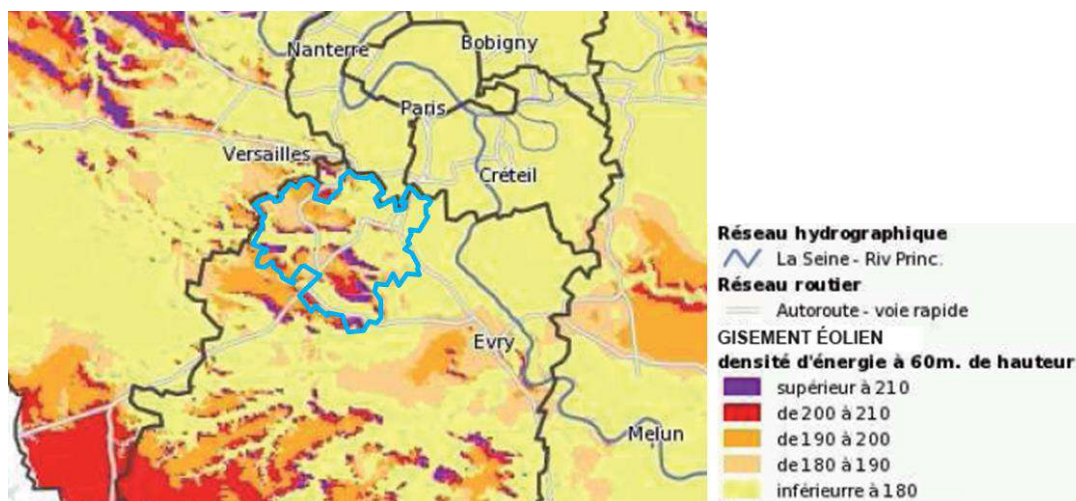 Nanterre
Bobigny
Paris
Versailles
Créteil
Evry
Melun
Réseau hydrographique
La Seine - Riv Princ.
Réseau routier
Autoroute - voie rapide
GISEMENT ÉOLIEN
densité d'énergie à 60m. de hauteur
supérieur à 210
de 200 à 210
de 190 à 200
de 180 à 190
inférieurre à 180